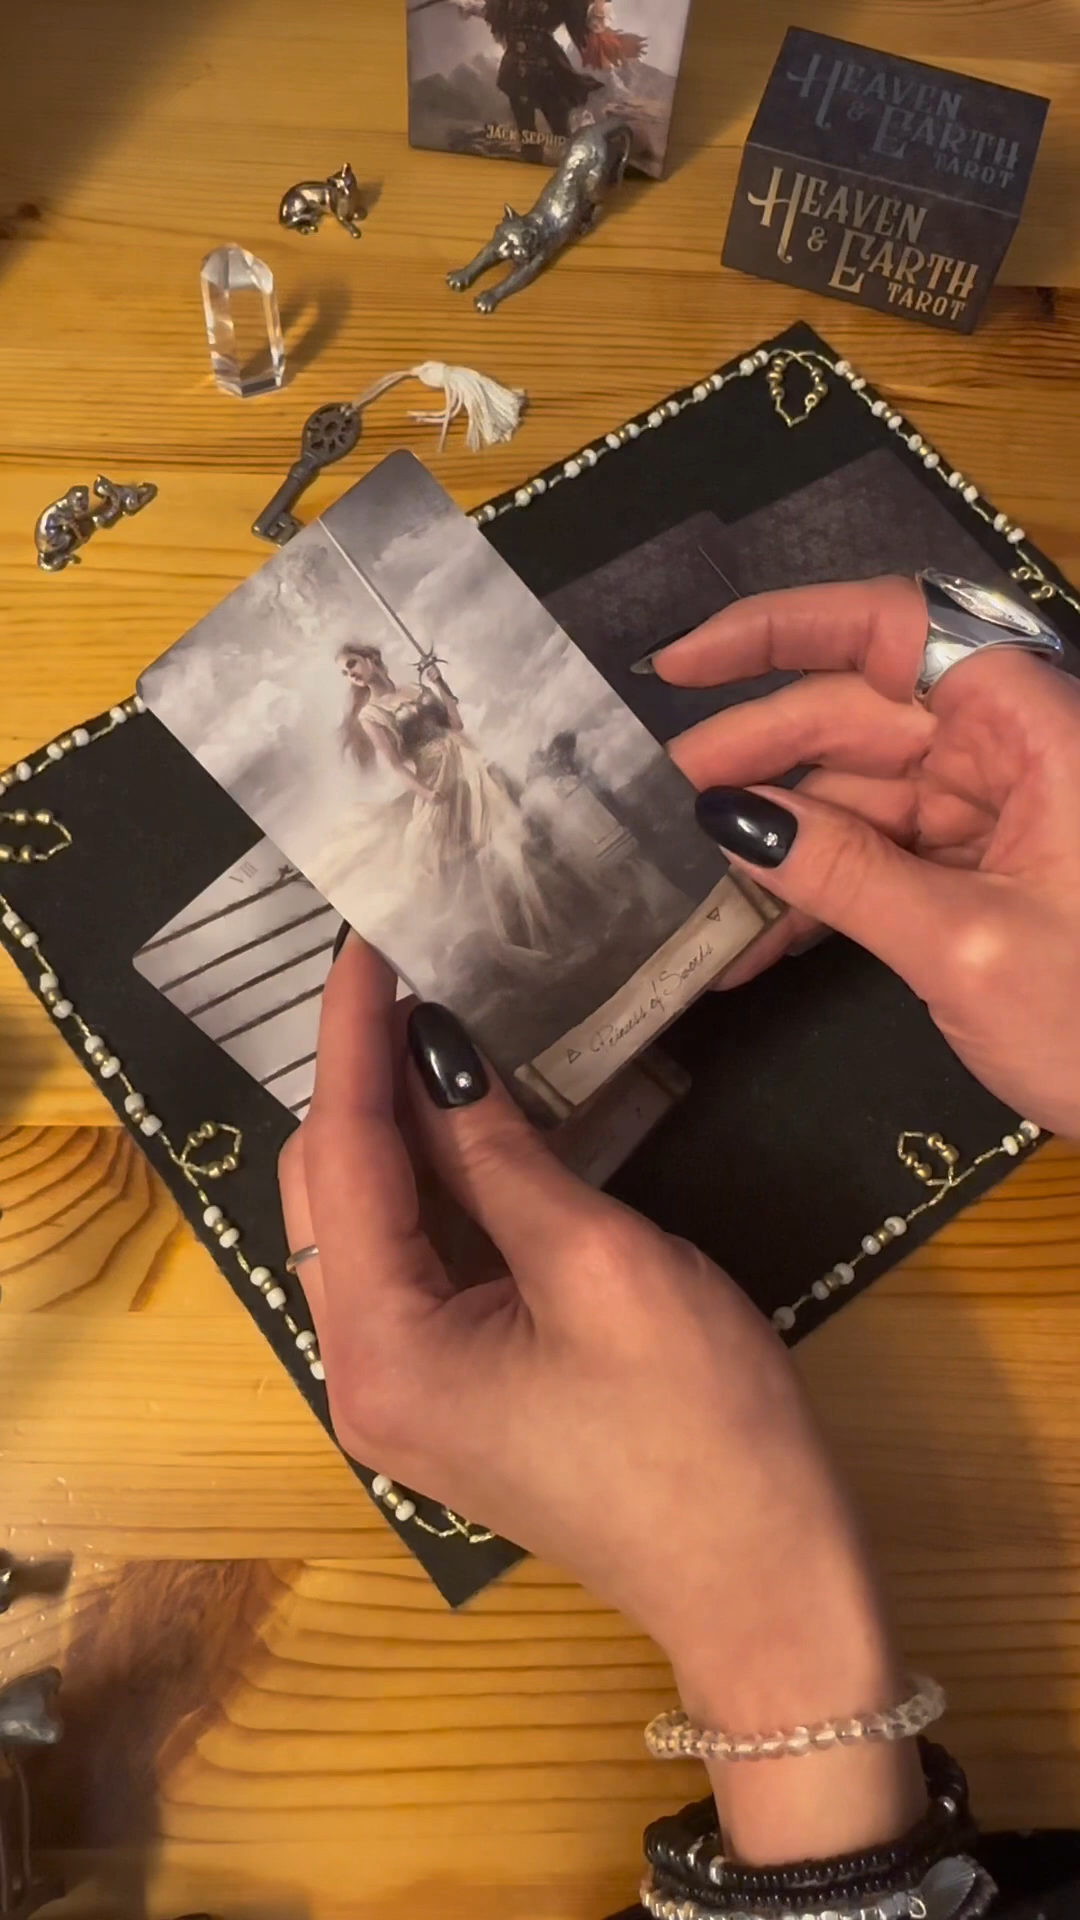 JACK SEPHIR
HEAVEN
& EARTH
TAROT
HEAVEN
& EARTH
TAROT
VIII
Princess of Swords